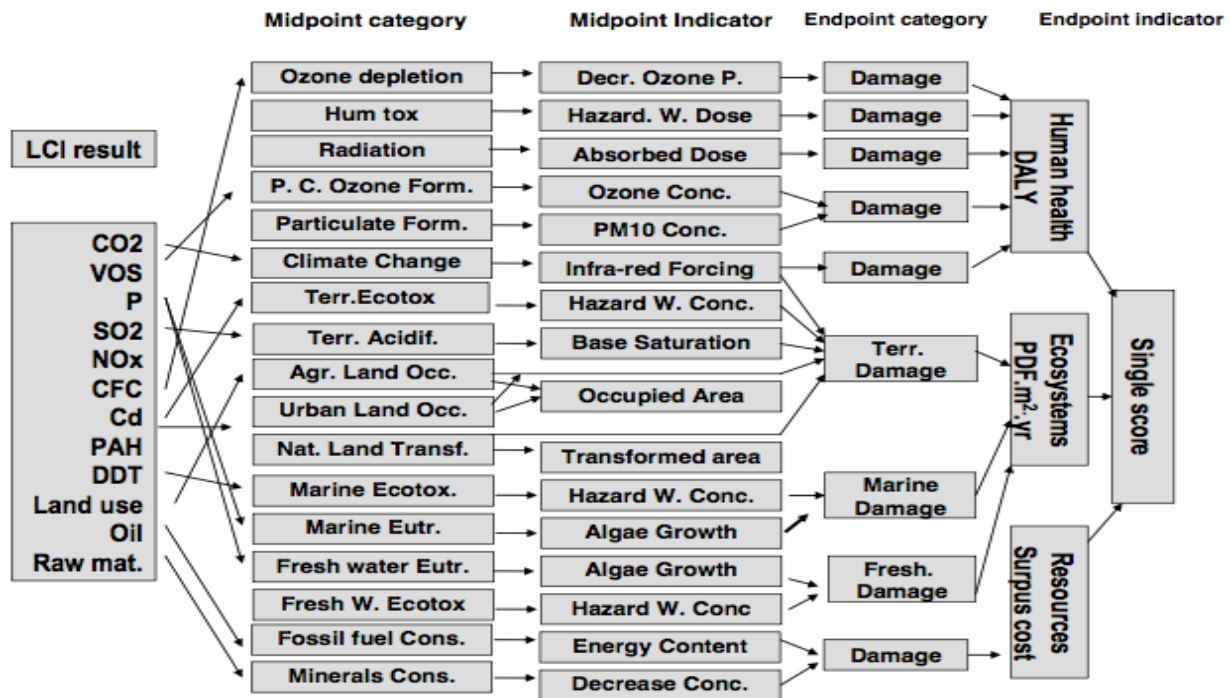 Midpoint category
Midpoint Indicator
Endpoint category
Endpoint indicator
LCI result
CO2
VOS
P
SO2
NOx
CFC
Cd
PAH
DDT
Land use
Oil
Raw mat.
Ozone depletion
Hum tox
Radiation
P. C. Ozone Form.
Particulate Form.
Climate Change
Terr.Ecotox
Terr. Acidif.
Agr. Land Occ.
Urban Land Occ.
Nat. Land Transf.
Marine Ecotox.
Marine Eutr.
Fresh water Eutr.
Fresh W. Ecotox
Fossil fuel Cons.
Minerals Cons.
Decr. Ozone P.
Hazard. W. Dose
Absorbed Dose
Ozone Conc.
PM10 Conc.
Infra-red Forcing
Hazard W. Conc.
Base Saturation
Occupied Area
Transformed area
Hazard W. Conc.
Algae Growth
Algae Growth
Hazard W. Conc
Energy Content
Decrease Conc.
Damage
Damage
Damage
Damage
Damage
Terr.
Damage
Marine
Damage
Fresh.
Damage
Damage
Human health
DALY
Ecosystems
PDF.m².yr
Resources
Surpus cost
Single score